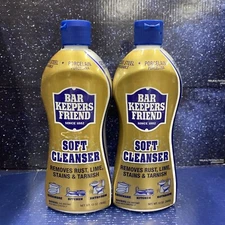 BAR
KEEPERS
FRIEND
SINCE 1882
SOFT
CLEANSER
REMOVES RUST, LIME,
STAINS & TARNISH
BAR
KEEPERS
FRIEND
SINCE 1882
SOFT
CLEANSER
REMOVES RUST, LIME,
STAINS & TARNISH